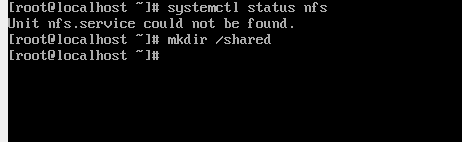 [root@localhost ~]# systemctl status nfs
Unit nfs.service could not be found.
[root@localhost ~]# mkdir /shared
[root@localhost ~]#